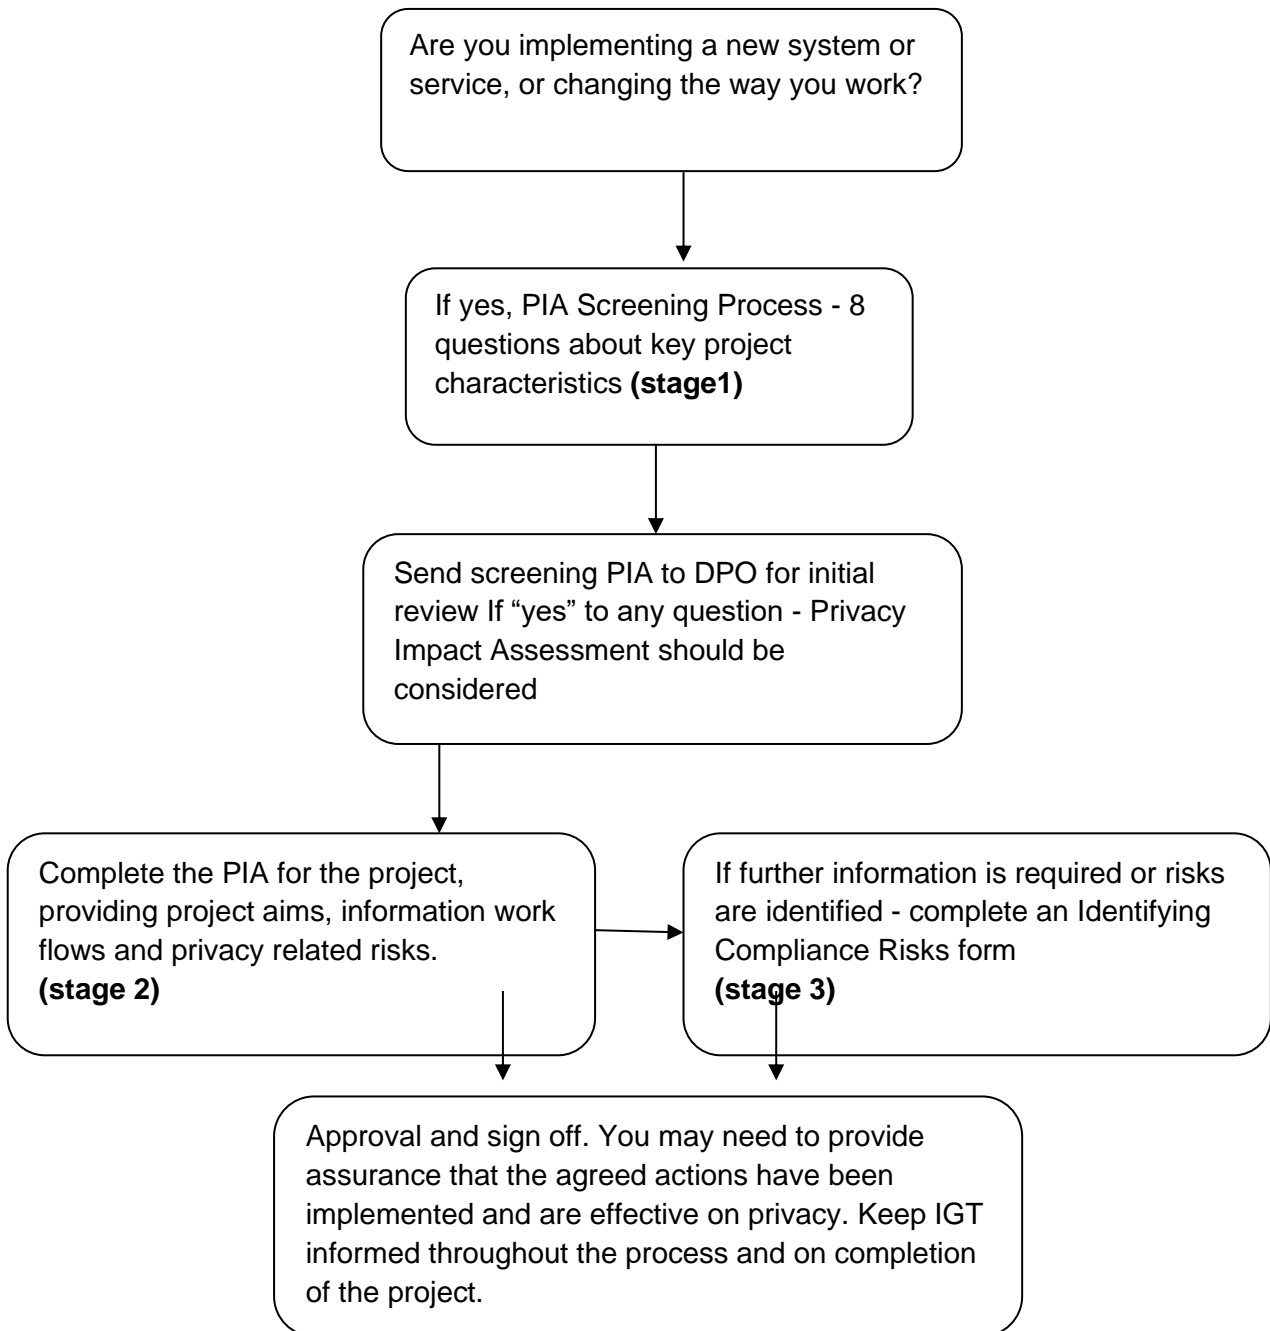 Are you implementing a new system or
service, or changing the way you work?
If yes, PIA Screening Process - 8
questions about key project
characteristics (stage1)
Send screening PIA to DPO for initial
review If “yes” to any question - Privacy
Impact Assessment should be
considered
Complete the PIA for the project,
providing project aims, information work
flows and privacy related risks.
(stage 2)
If further information is required or risks
are identified - complete an Identifying
Compliance Risks form
(stage 3)
Approval and sign off. You may need to provide
assurance that the agreed actions have been
implemented and are effective on privacy. Keep IGT
informed throughout the process and on completion
of the project.